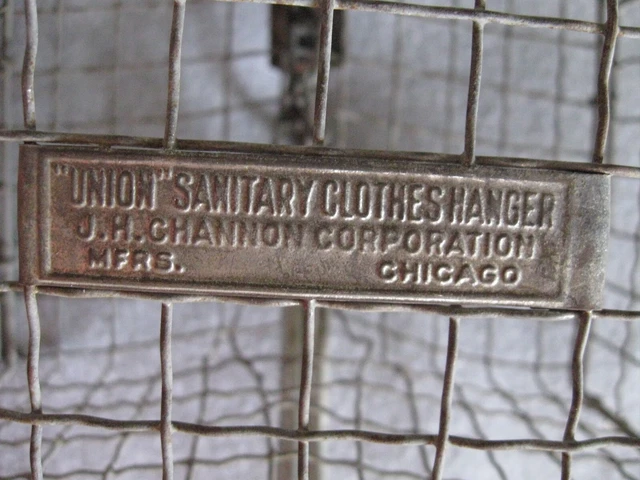 "UNION" SANITARY CLOTHES HANGER
J.H. CHANNON CORPORATION
MFRS. CHICAGO